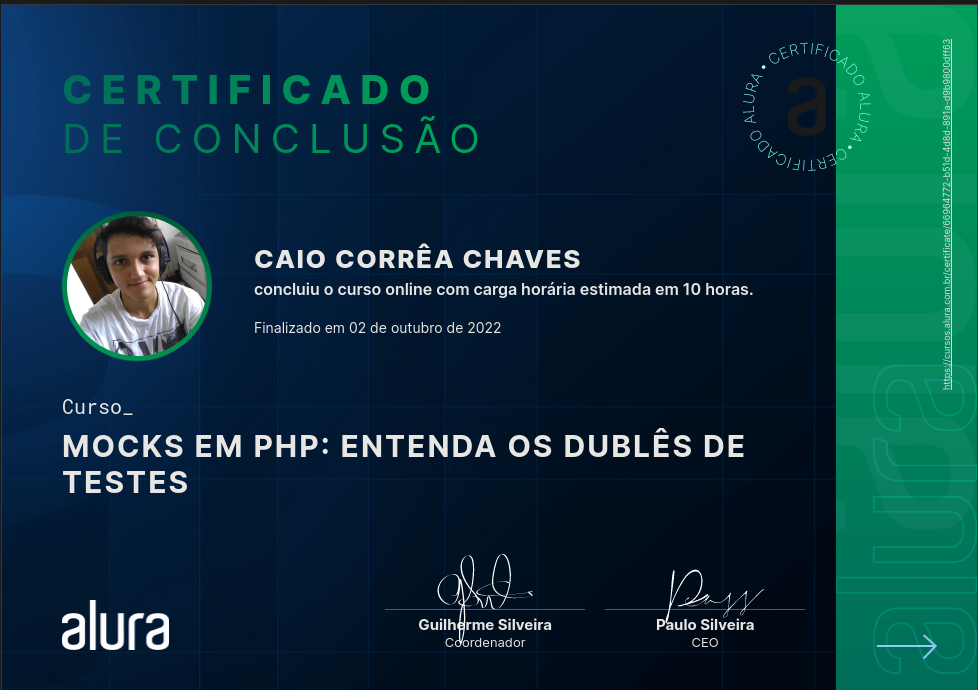 CERTIFICADO
DE CONCLUSÃO
• CERTIFICADO ALURA • CERTIFICADO ALURA
a
https://cursos.alura.com.br/certificate/66964772-b51d-4d8d-891a-d9b9800dff63
CAIO CORRÊA CHAVES
concluiu o curso online com carga horária estimada em 10 horas.
Finalizado em 02 de outubro de 2022
Curso_
MOCKS EM PHP: ENTENDA OS DUBLÊS DE
TESTES
alura
Guilherme Silveira
Coordenador
Paulo Silveira
CEO
alura